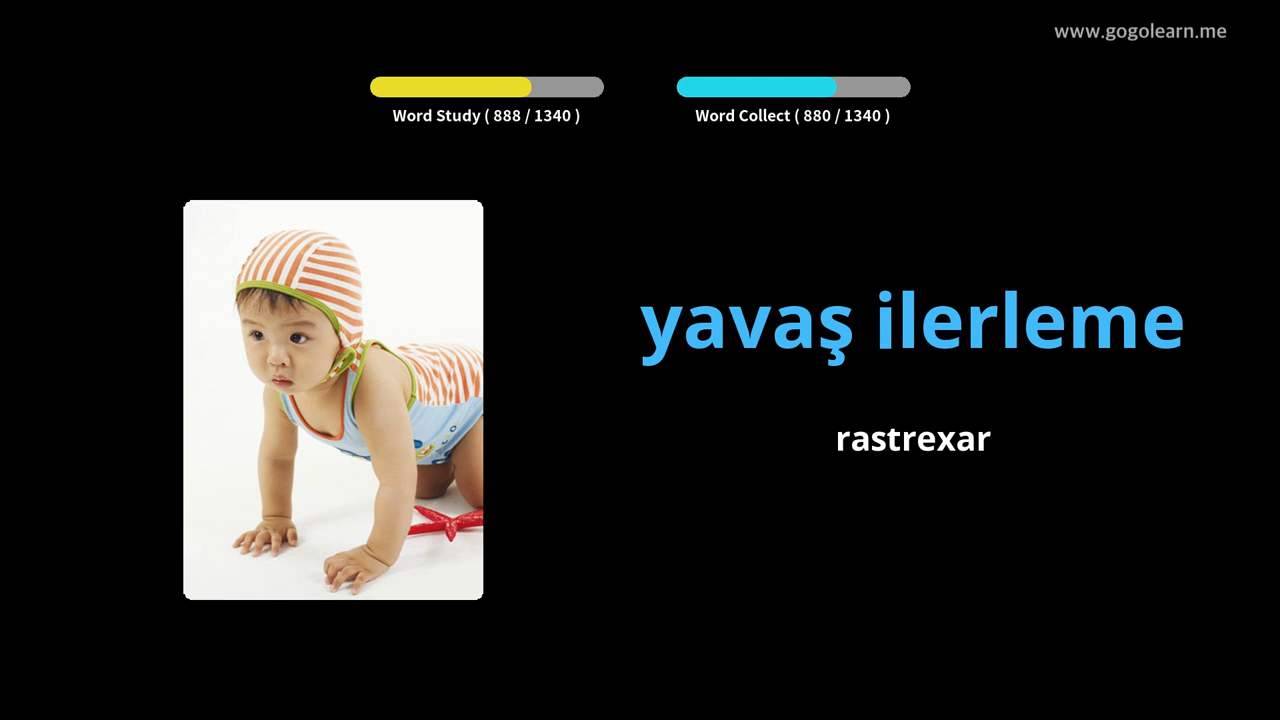 www.gogolearn.me
Word Study ( 888 / 1340 )
Word Collect ( 880 / 1340 )
yavaş ilerleme
rastrexar